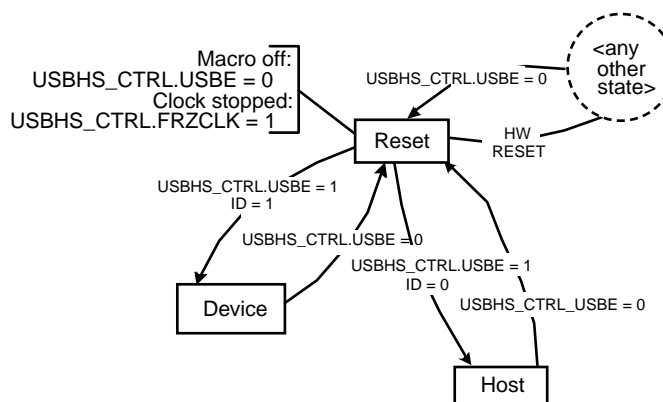 Macro off:
USBHS_CTRL.USBE = 0
Clock stopped:
USBHS_CTRL.FRZCLK = 1
<any
other
state>
USBHS_CTRL.USBE = 0
HW
RESET
Reset
USBHS_CTRL.USBE = 1
ID = 1
USBHS_CTRL.USBE = 0
USBHS_CTRL.USBE = 1
ID = 0
USBHS_CTRL_USBE = 0
Device
Host